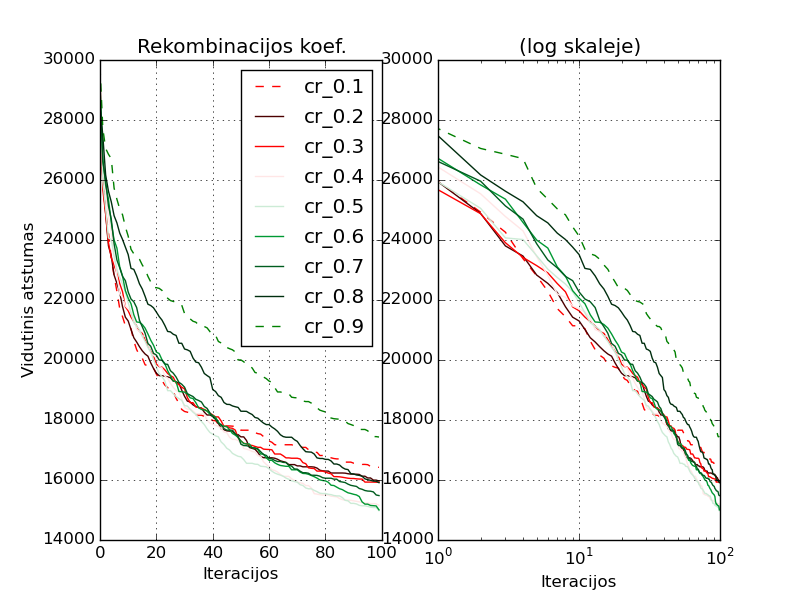 Rekombinacijos koef.
(log skaleje)
Vidutinis atstumas
30000
28000
26000
24000
22000
20000
18000
16000
14000
0 20 40 60 80 100
Iteracijos
cr_0.1
cr_0.2
cr_0.3
cr_0.4
cr_0.5
cr_0.6
cr_0.7
cr_0.8
cr_0.9
30000
28000
26000
24000
22000
20000
18000
16000
14000
10⁰ 10¹ 10²
Iteracijos